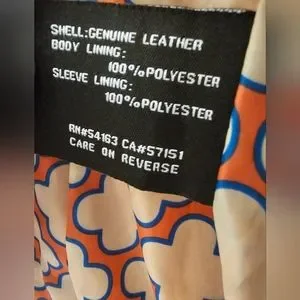 SHELL:GENUINE LEATHER
BODY LINING:
100%POLYESTER
SLEEVE LINING:
100%POLYESTER
RN#54163 CA#57151
CARE ON REVERSE